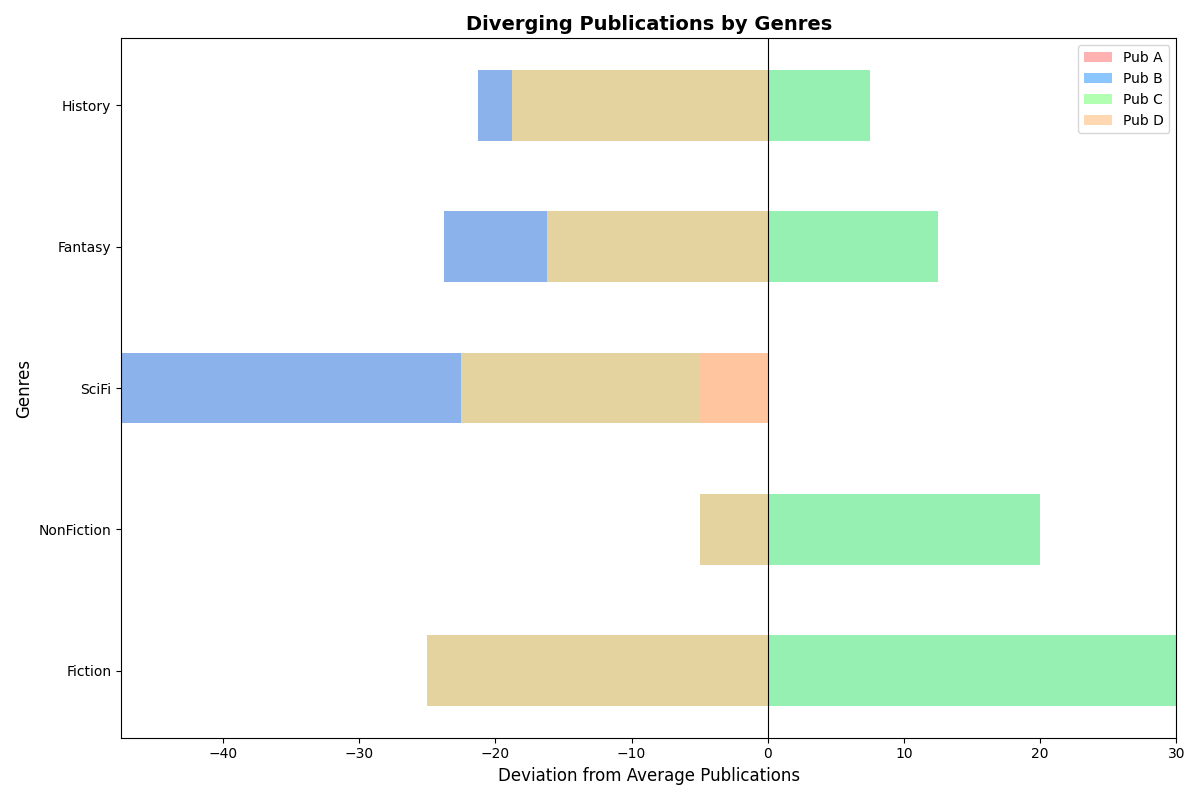 Diverging Publications by Genres
Pub A
Pub B
Pub C
Pub D
History
Fantasy
SciFi
NonFiction
Fiction
Genres
−40 −30 −20 −10 0 10 20 30
Deviation from Average Publications